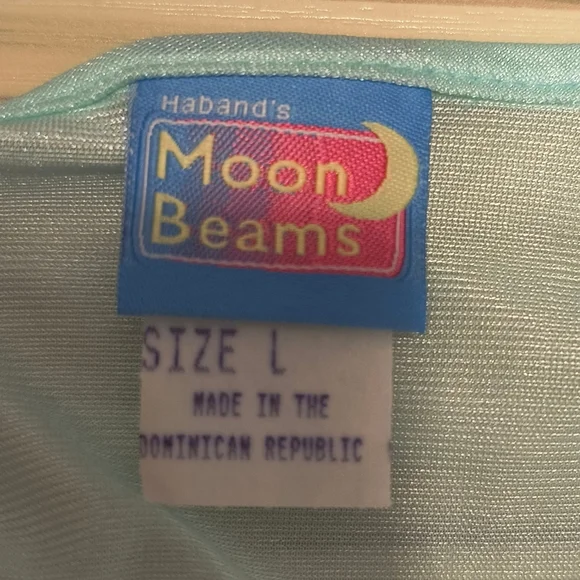 Haband's
Moon
Beams
SIZE L
MADE IN THE
DOMINICAN REPUBLIC